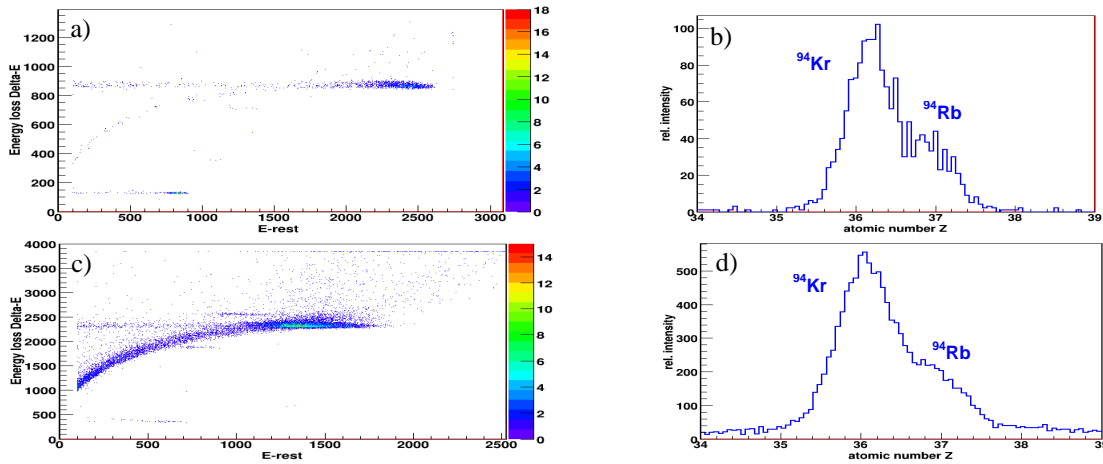 a)
Energy loss Delta-E
1200
1000
800
600
400
200
0
0 500 1000 1500 2000 2500 3000
E-rest
18
16
14
12
10
8
6
4
2
0
b)
rel. intensity
100
80
60
40
20
0
⁹⁴Kr
⁹⁴Rb
34 35 36 37 38 39
atomic number Z
c)
Energy loss Delta-E
4000
3500
3000
2500
2000
1500
1000
500
0
0 500 1000 1500 2000 2500
E-rest
14
12
10
8
6
4
2
0
d)
rel. intensity
500
400
300
200
100
0
⁹⁴Kr
⁹⁴Rb
34 35 36 37 38 39
atomic number Z